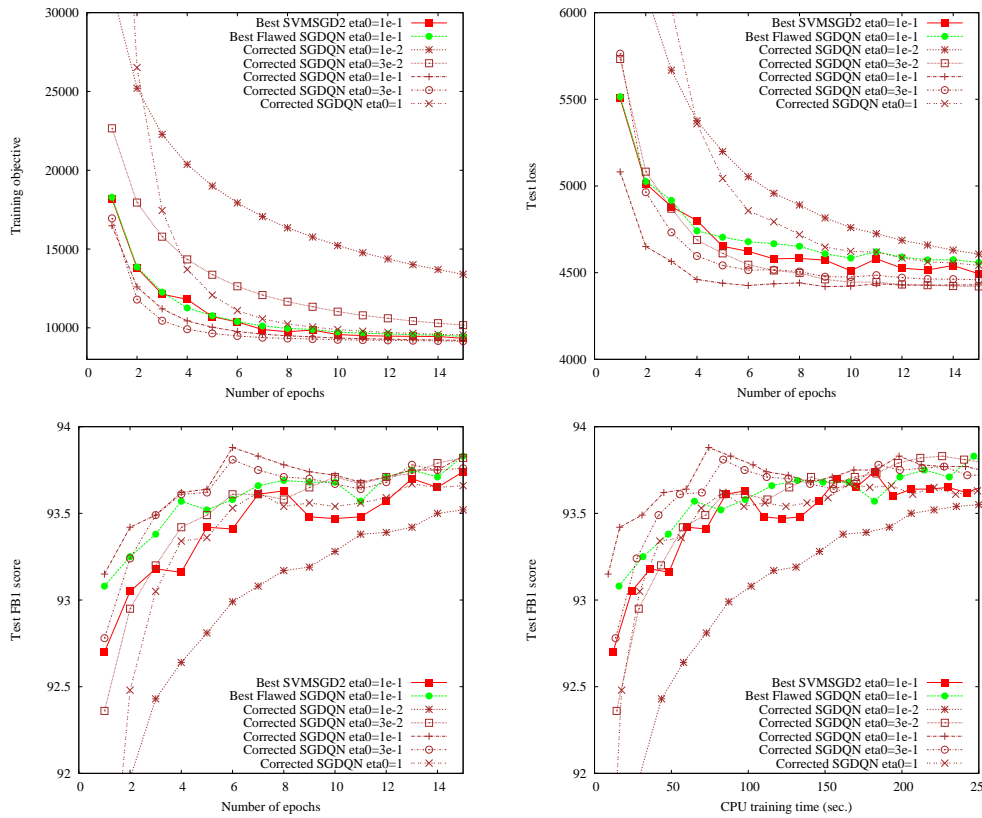 30000
25000
20000
15000
10000
Training objective
0 2 4 6 8 10 12 14
Number of epochs
Best SVMSGD2 eta0=1e-1
Best Flawed SGDQN eta0=1e-1
Corrected SGDQN eta0=1e-2
Corrected SGDQN eta0=3e-2
Corrected SGDQN eta0=1e-1
Corrected SGDQN eta0=3e-1
Corrected SGDQN eta0=1
6000
5500
5000
4500
4000
Test loss
0 2 4 6 8 10 12 14
Number of epochs
Best SVMSGD2 eta0=1e-1
Best Flawed SGDQN eta0=1e-1
Corrected SGDQN eta0=1e-2
Corrected SGDQN eta0=3e-2
Corrected SGDQN eta0=1e-1
Corrected SGDQN eta0=3e-1
Corrected SGDQN eta0=1
94
93.5
93
92.5
92
Test FB1 score
0 2 4 6 8 10 12 14
Number of epochs
Best SVMSGD2 eta0=1e-1
Best Flawed SGDQN eta0=1e-1
Corrected SGDQN eta0=1e-2
Corrected SGDQN eta0=3e-2
Corrected SGDQN eta0=1e-1
Corrected SGDQN eta0=3e-1
Corrected SGDQN eta0=1
94
93.5
93
92.5
92
Test FB1 score
0 50 100 150 200 25
CPU training time (sec.)
Best SVMSGD2 eta0=1e-1
Best Flawed SGDQN eta0=1e-1
Corrected SGDQN eta0=1e-2
Corrected SGDQN eta0=3e-2
Corrected SGDQN eta0=1e-1
Corrected SGDQN eta0=3e-1
Corrected SGDQN eta0=1